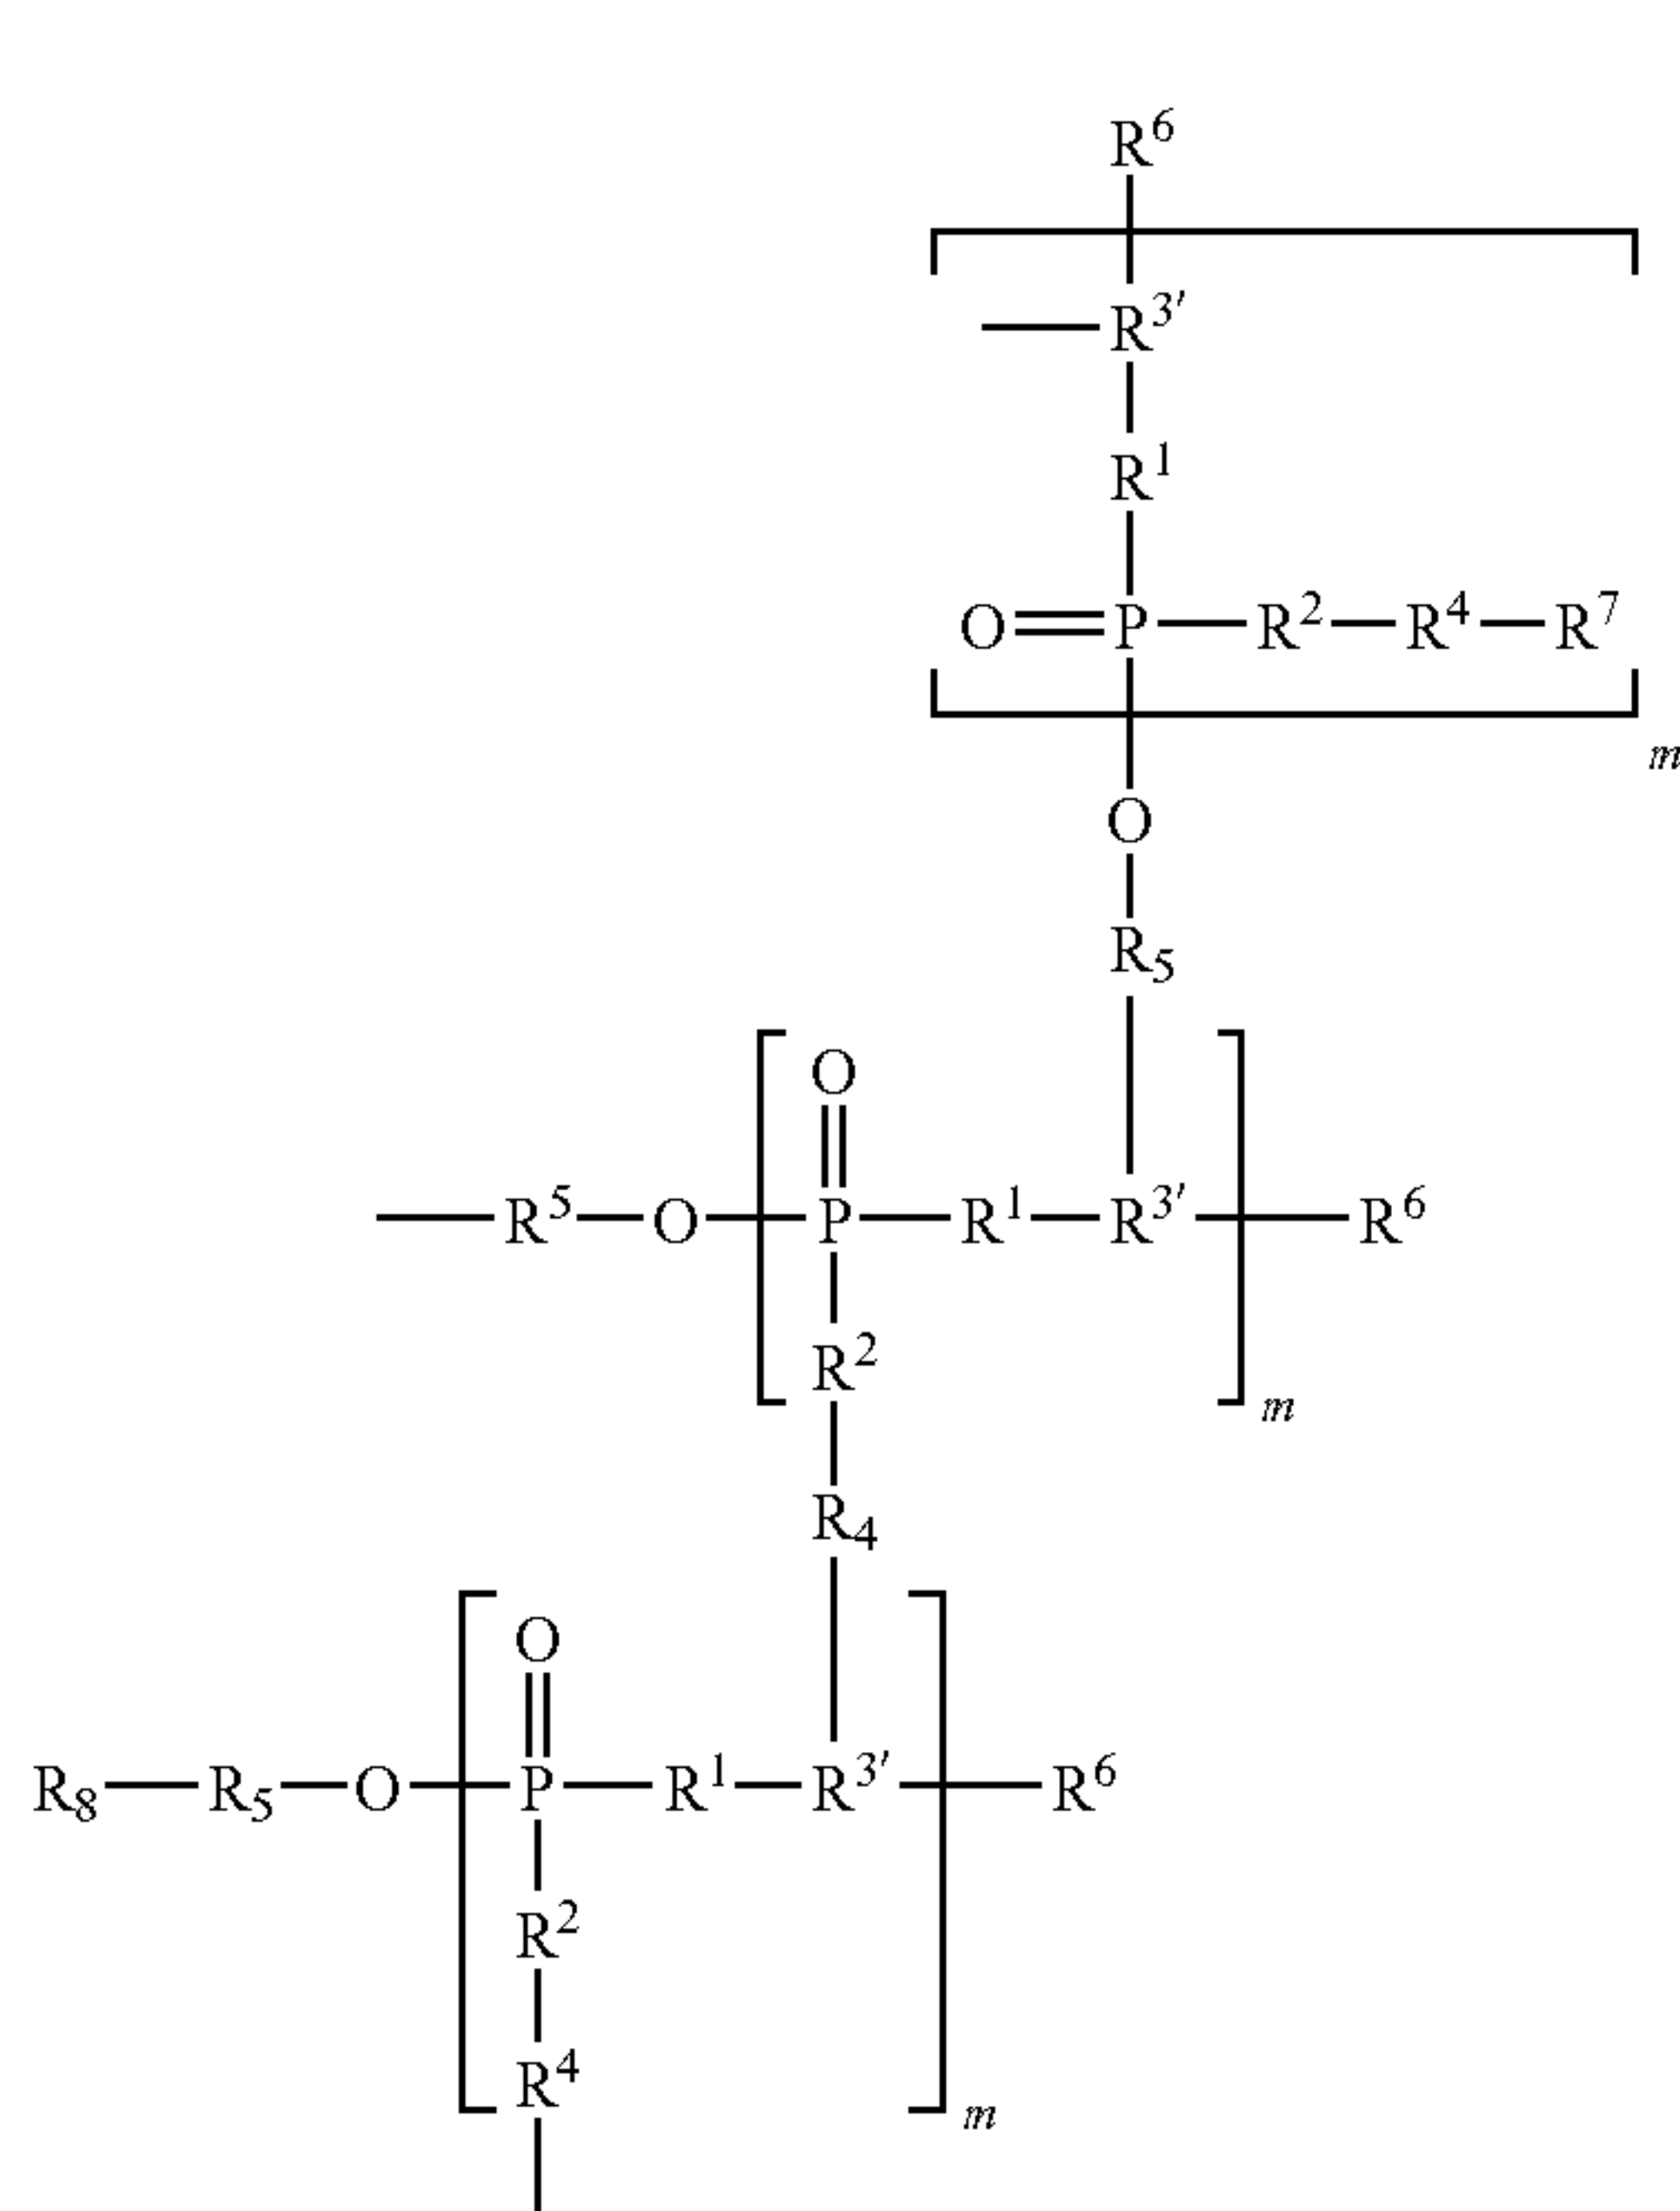 R⁶
R³′
R¹
O P R² R⁴ R⁷
m
O
R₅
O
R⁵ O P R¹ R³′ R⁶
R²
m
R₄
O
R₈ R₅ O P R¹ R³′ R⁶
R²
R⁴
m